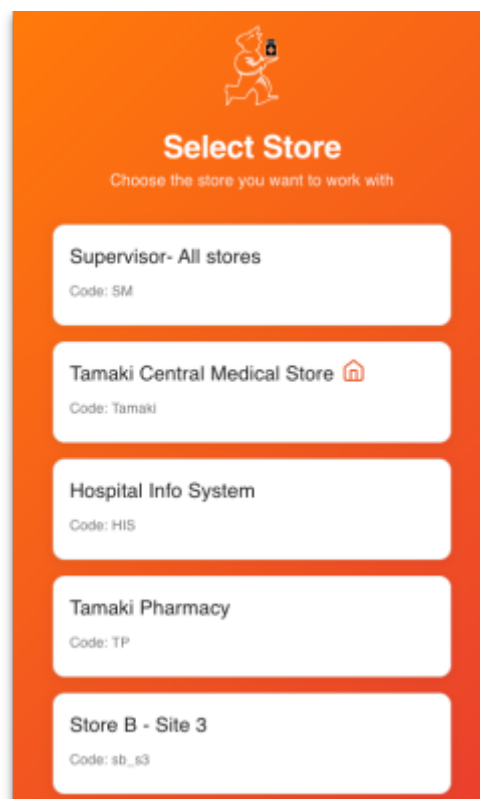 Select Store
Choose the store you want to work with
Supervisor- All stores
Code: SM
Tamaki Central Medical Store
Code: Tamaki
Hospital Info System
Code: HIS
Tamaki Pharmacy
Code: TP
Store B - Site 3
Code: sb_s3